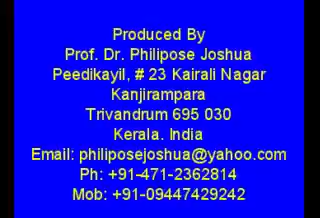 Produced By
Prof. Dr. Philipose Joshua
Peedikayil, # 23 Kairali Nagar
Kanjirampara
Trivandrum 695 030
Kerala. India
Email: philiposejoshua@yahoo.com
Ph: +91-471-2362814
Mob: +91-09447429242